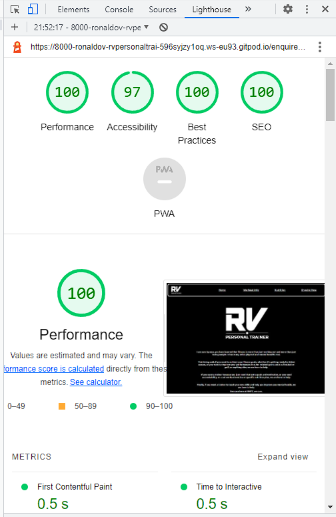 Elements
Console
Sources
Network
Lighthouse
21:52:17 - 8000-ronaldov-rvpe
https://8000-ronaldov-rvpersonaltrai-596syjzy1oq.ws-eu93.gitpod.io/enquire…
100
97
100
100
Performance
Accessibility
Best
Practices
SEO
PWA
PWA
100
Performance
Values are estimated and may vary. The
formance score is calculated directly from thes
metrics. See calculator.
0–49
50–89
90–100
RV
RV
PERSONAL TRAINER
METRICS
Expand view
First Contentful Paint
0.5 s
Time to Interactive
0.5 s